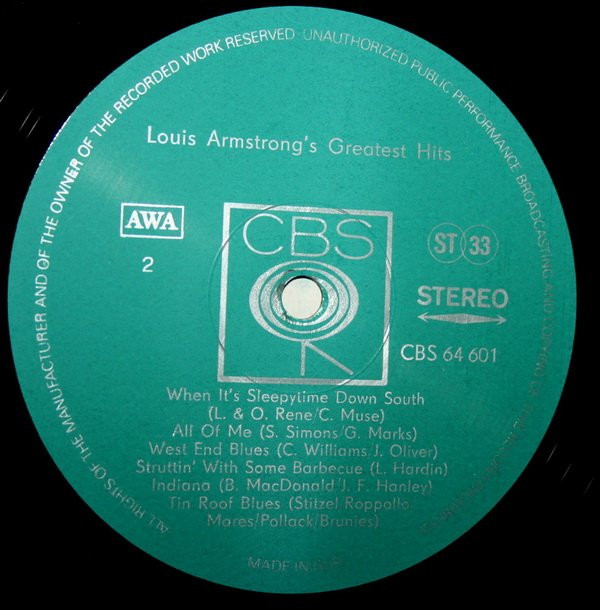 ALL RIGHTS OF THE MANUFACTURER AND OF THE OWNER OF THE RECORDED WORK RESERVED · UNAUTHORIZED PUBLIC PERFORMANCE BROADCASTING AND
Louis Armstrong's Greatest Hits
AWA
2
CBS
ST 33
STEREO
CBS 64 601
When It's Sleepytime Down South
(L. & O. Rene/C. Muse)
All Of Me (S. Simons/G. Marks)
West End Blues (C. Williams/J. Oliver)
Struttin' With Some Barbecue (L. Hardin)
Indiana (B. MacDonald/J. F. Hanley)
Tin Roof Blues (Stitzel Roppallo
Mares/Pollack/Brunies)
MADE IN